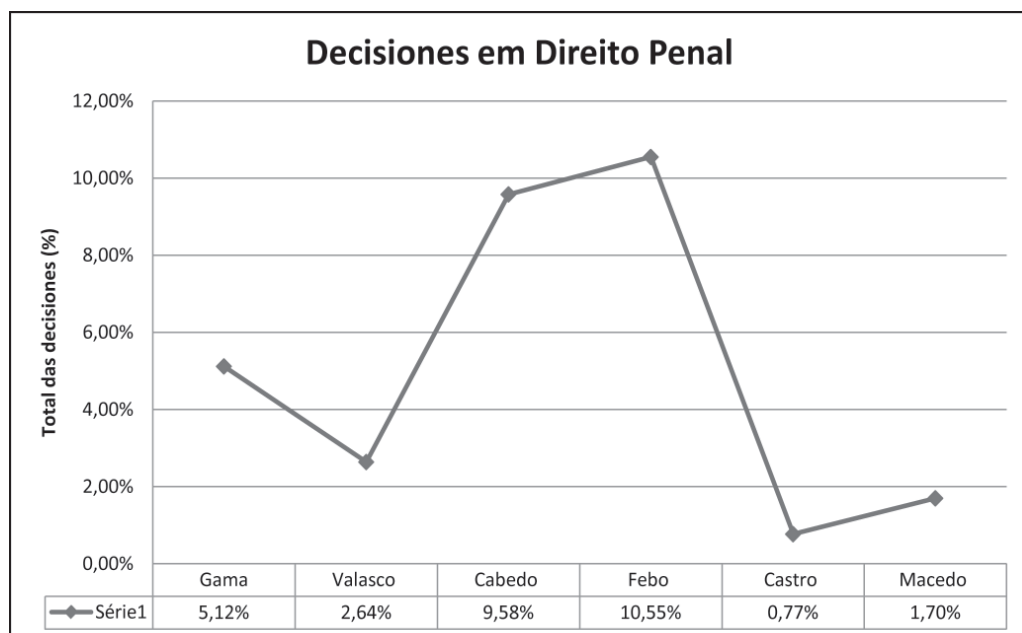 Decisiones em Direito Penal
Total das decisiones (%)
12,00%
10,00%
8,00%
6,00%
4,00%
2,00%
0,00%
Gama Valasco Cabedo Febo Castro Macedo
Série1 5,12% 2,64% 9,58% 10,55% 0,77% 1,70%